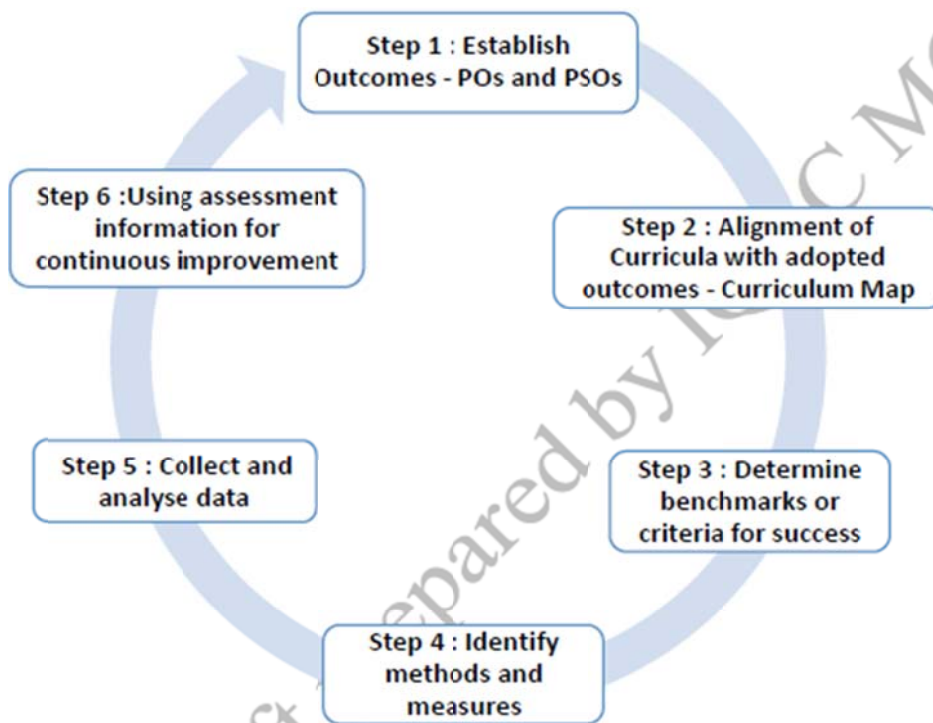 Step 1 : Establish
Outcomes - POs and PSOs
Step 2 : Alignment of
Curricula with adopted
outcomes - Curriculum Map
Step 3 : Determine
benchmarks or
criteria for success
Step 4 : Identify
methods and
measures
Step 5 : Collect and
analyse data
Step 6 :Using assessment
information for
continuous improvement
by